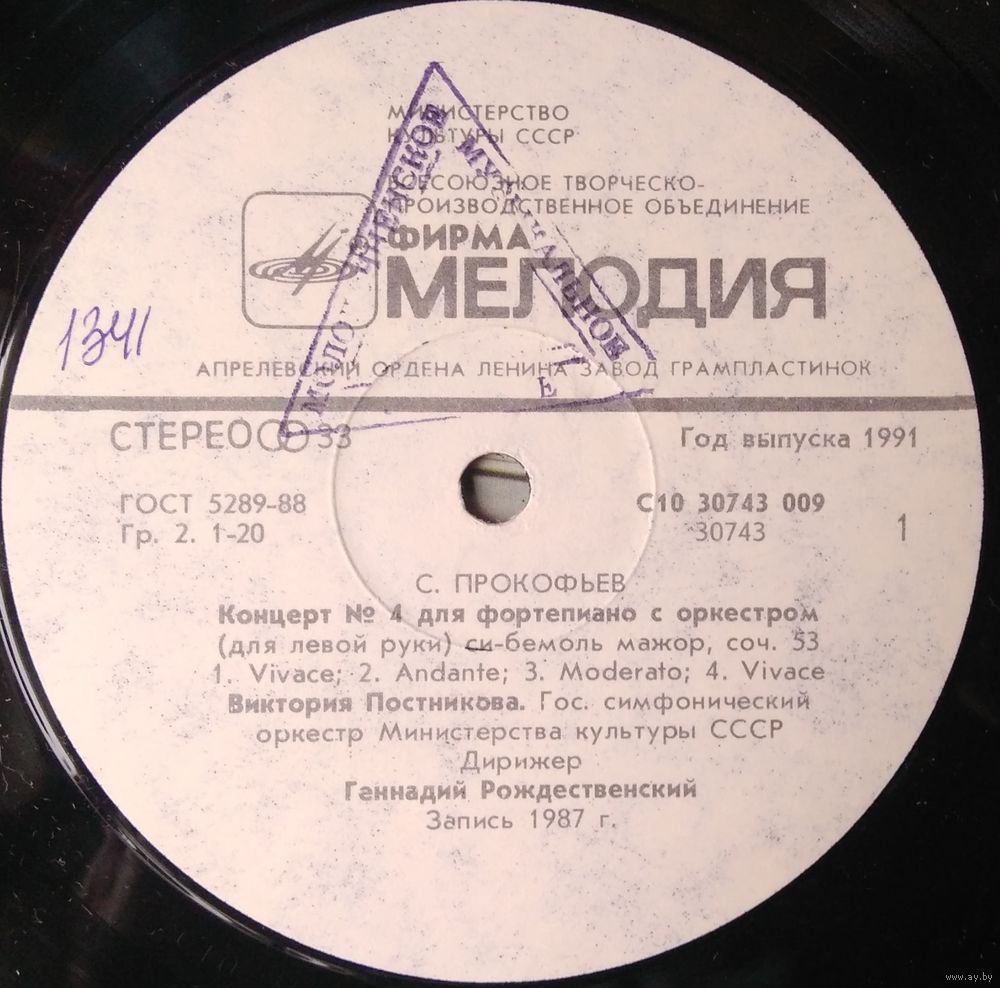 МИНИСТЕРСТВО
КУЛЬТУРЫ СССР
ВСЕСОЮЗНОЕ ТВОРЧЕСКО-
ПРОИЗВОДСТВЕННОЕ ОБЪЕДИНЕНИЕ
ФИРМА
МЕЛОДИЯ
1341
АПРЕЛЕВСКИЙ ОРДЕНА ЛЕНИНА ЗАВОД ГРАМПЛАСТИНОК
СТЕРЕО 33
Год выпуска 1991
ГОСТ 5289-88
Гр. 2. 1-20
С10 30743 009
30743
1
С. ПРОКОФЬЕВ
Концерт № 4 для фортепиано с оркестром
(для левой руки) си-бемоль мажор, соч. 53
1. Vivace; 2. Andante; 3. Moderato; 4. Vivace
Виктория Постникова. Гос. симфонический
оркестр Министерства культуры СССР
Дирижер
Геннадий Рождественский
Запись 1987 г.
www.ay.by